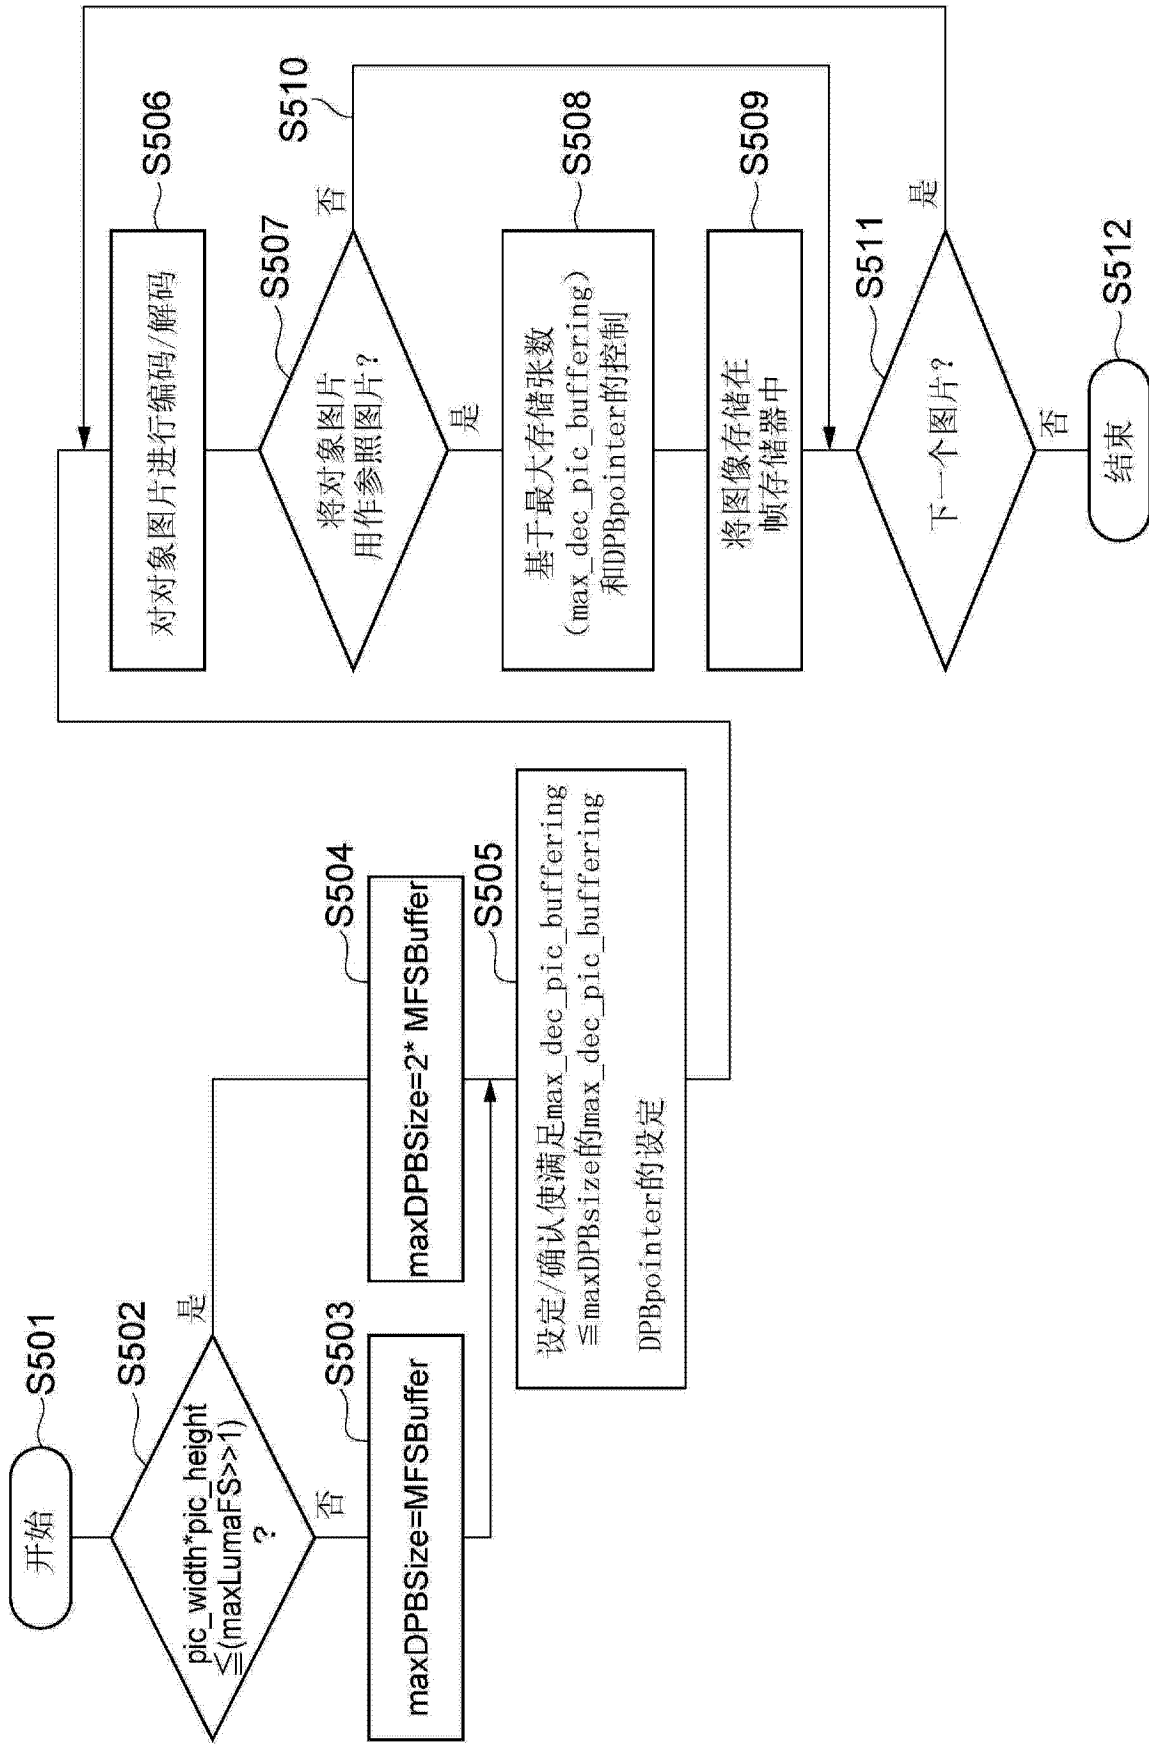 开始
S501
pic_width*pic_height
≦(maxLumaFS>>1)
?
S502
是
否
maxDPBSize=MFSBuffer
S503
maxDPBSize=2* MFSBuffer
S504
设定/确认使满足max_dec_pic_buffering
≦maxDPBsize的max_dec_pic_buffering
DPBpointer的设定
S505
对对象图片进行编码/解码
S506
将对象图片
用作参照图片?
S507
否
S510
是
基于最大存储张数
(max_dec_pic_buffering)
和DPBpointer的控制
S508
将图像存储在
帧存储器中
S509
下一个图片?
S511
是
否
结束
S512